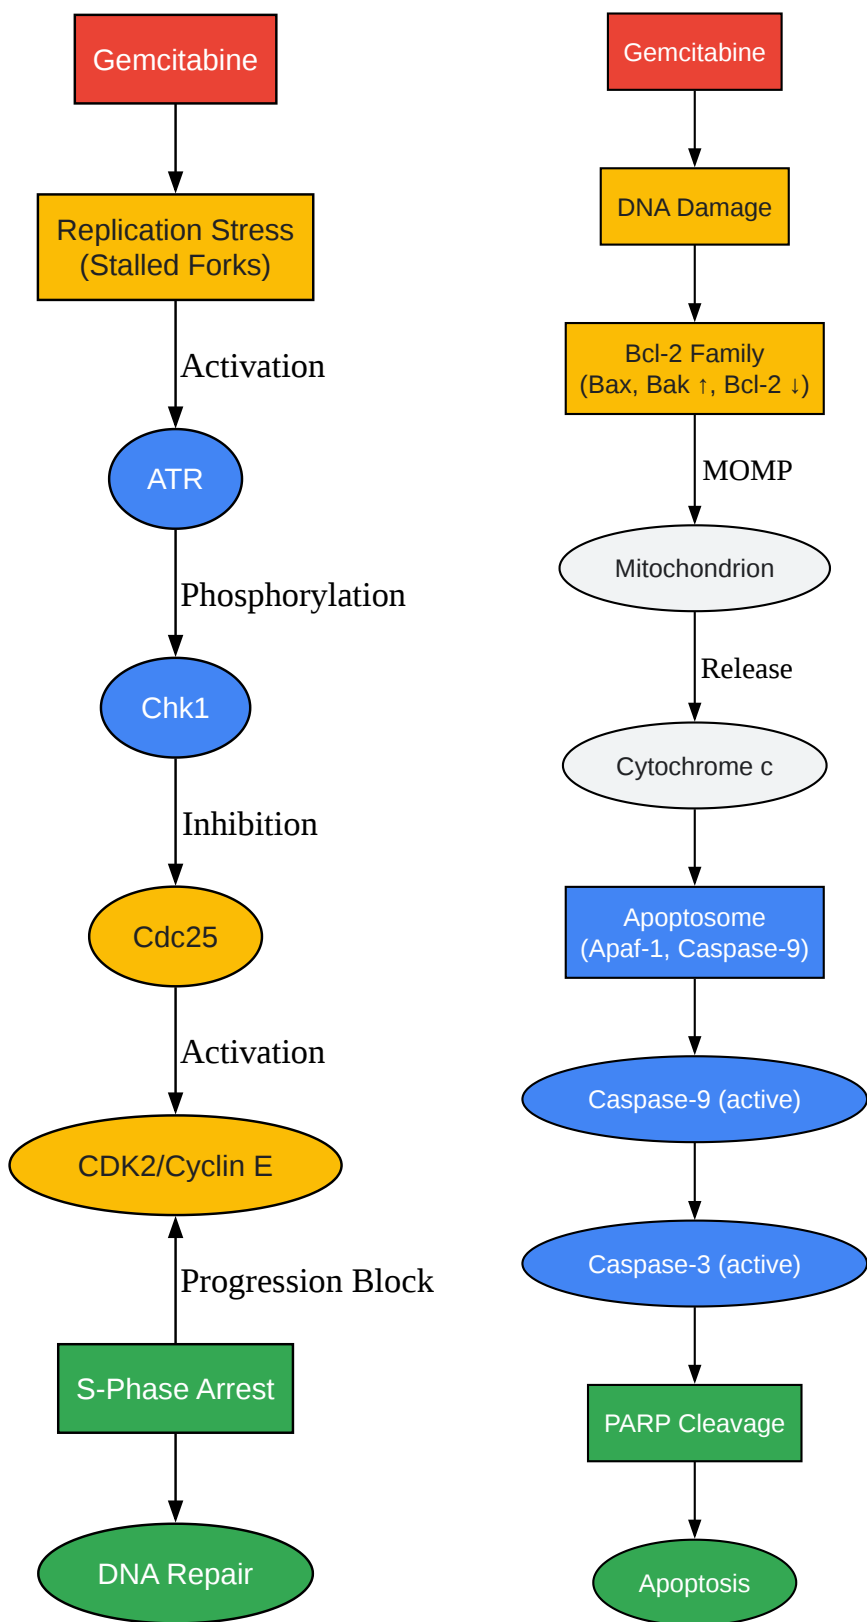 Gemcitabine
Replication Stress
(Stalled Forks)
Activation
ATR
Phosphorylation
Chk1
Inhibition
Cdc25
Activation
CDK2/Cyclin E
Progression Block
S-Phase Arrest
DNA Repair
Gemcitabine
DNA Damage
Bcl-2 Family
(Bax, Bak ↑, Bcl-2 ↓)
MOMP
Mitochondrion
Release
Cytochrome c
Apoptosome
(Apaf-1, Caspase-9)
Caspase-9 (active)
Caspase-3 (active)
PARP Cleavage
Apoptosis